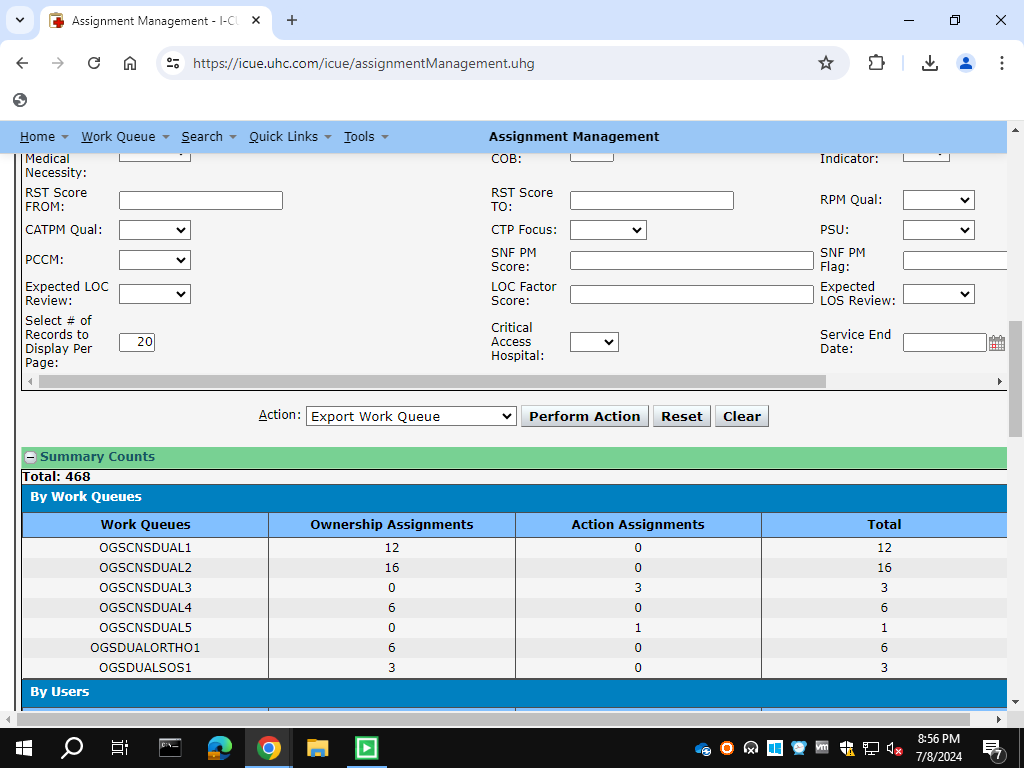 Assignment Management - I-CU
https://icue.uhc.com/icue/assignmentManagement.uhg
Home Work Queue Search Quick Links Tools Assignment Management
Medical Necessity: COB: Indicator:
RST Score FROM: RST Score TO: RPM Qual:
CATPM Qual: CTP Focus: PSU:
PCCM: SNF PM Score: SNF PM Flag:
Expected LOC Review: LOC Factor Score: Expected LOS Review:
Select # of Records to Display Per Page: 20 Critical Access Hospital: Service End Date:
Action: Export Work Queue Perform Action Reset Clear
Summary Counts
Total: 468
By Work Queues
Work Queues Ownership Assignments Action Assignments Total
OGSCNSDUAL1 12 0 12
OGSCNSDUAL2 16 0 16
OGSCNSDUAL3 0 3 3
OGSCNSDUAL4 6 0 6
OGSCNSDUAL5 0 1 1
OGSDUALORTHO1 6 0 6
OGSDUALSOS1 3 0 3
By Users
8:56 PM
7/8/2024
7